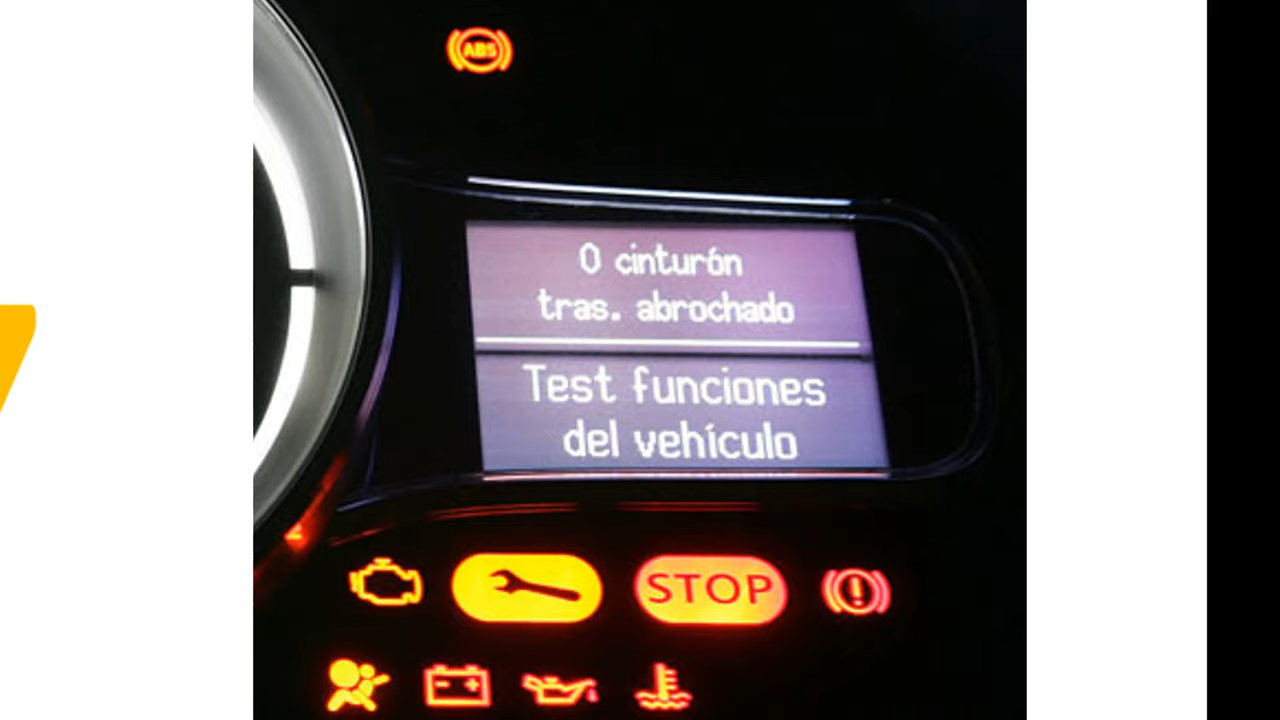 ABS
0 cinturón
tras. abrochado
Test funciones
del vehículo
STOP